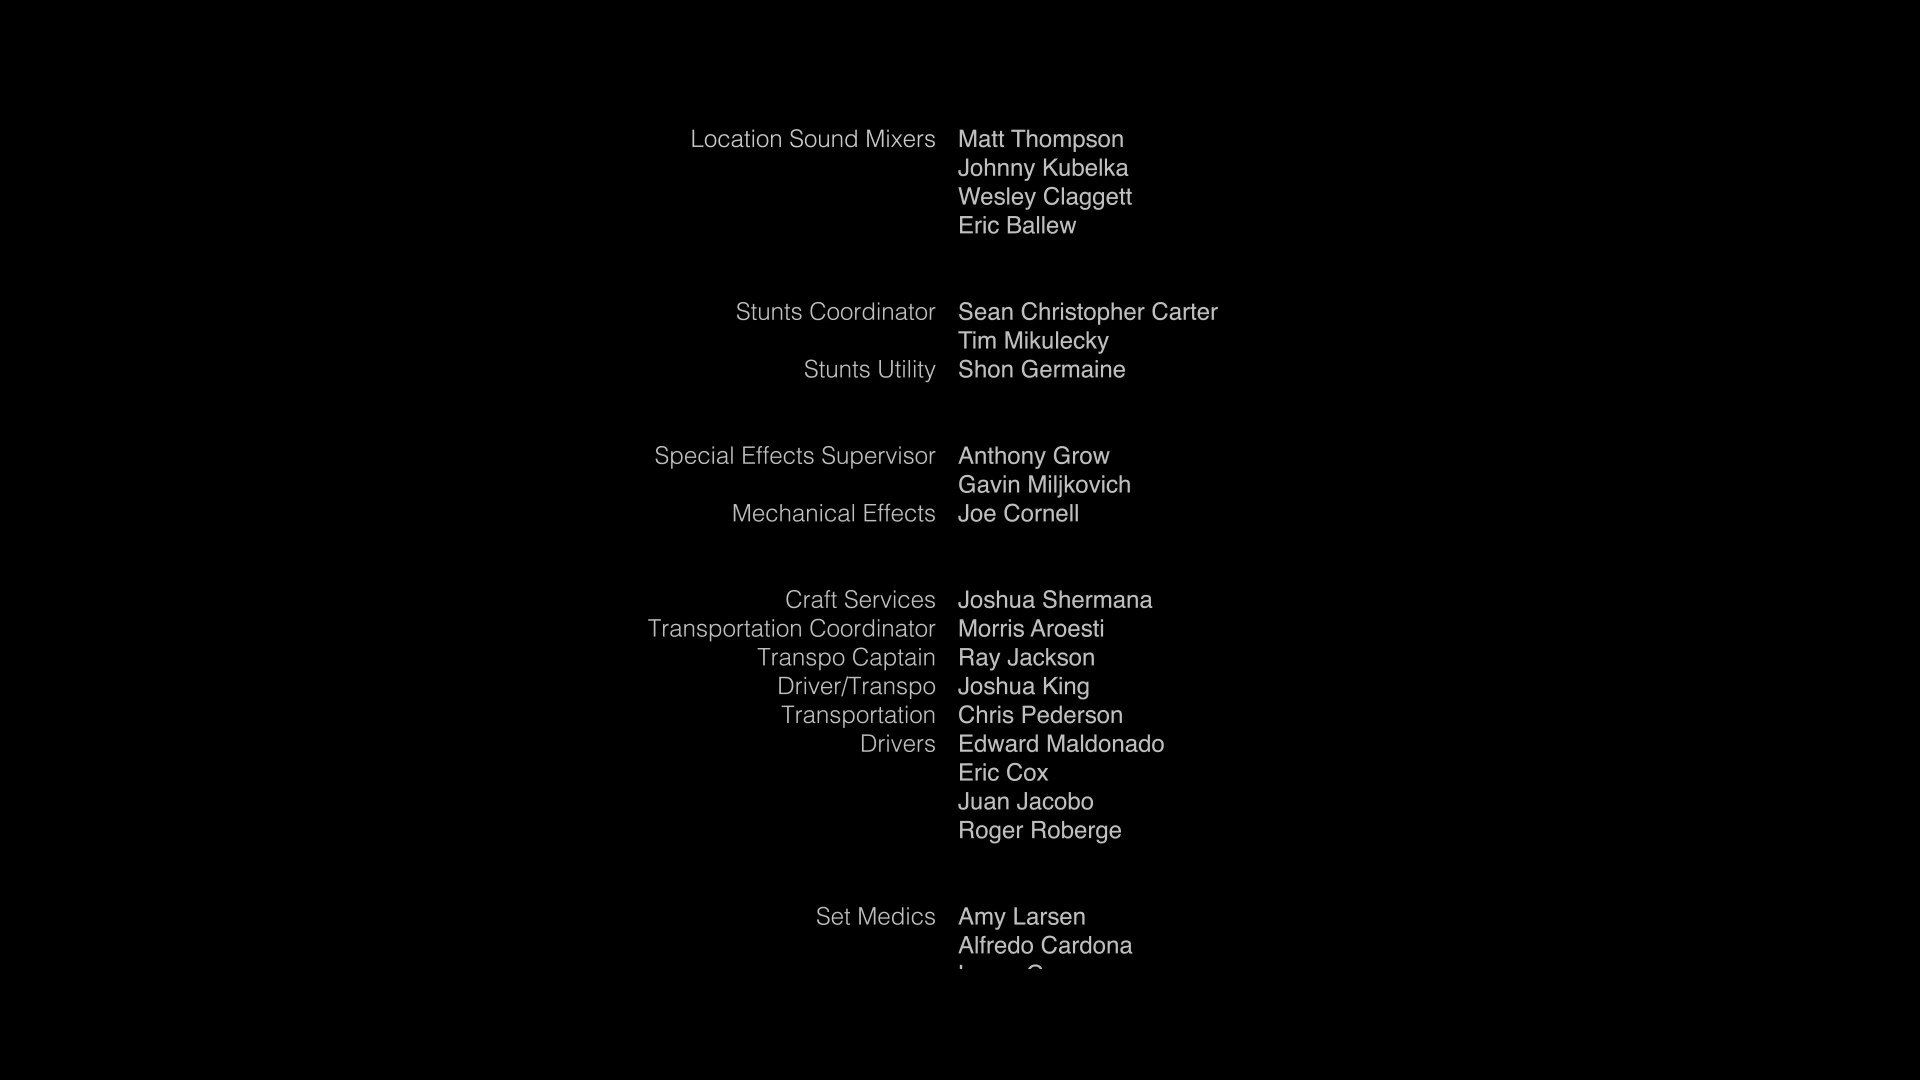 Location Sound Mixers Matt Thompson
Johnny Kubelka
Wesley Claggett
Eric Ballew
Stunts Coordinator Sean Christopher Carter
Tim Mikulecky
Stunts Utility Shon Germaine
Special Effects Supervisor Anthony Grow
Gavin Miljkovich
Mechanical Effects Joe Cornell
Craft Services Joshua Shermana
Transportation Coordinator Morris Aroesti
Transpo Captain Ray Jackson
Driver/Transpo Joshua King
Transportation Chris Pederson
Drivers Edward Maldonado
Eric Cox
Juan Jacobo
Roger Roberge
Set Medics Amy Larsen
Alfredo Cardona